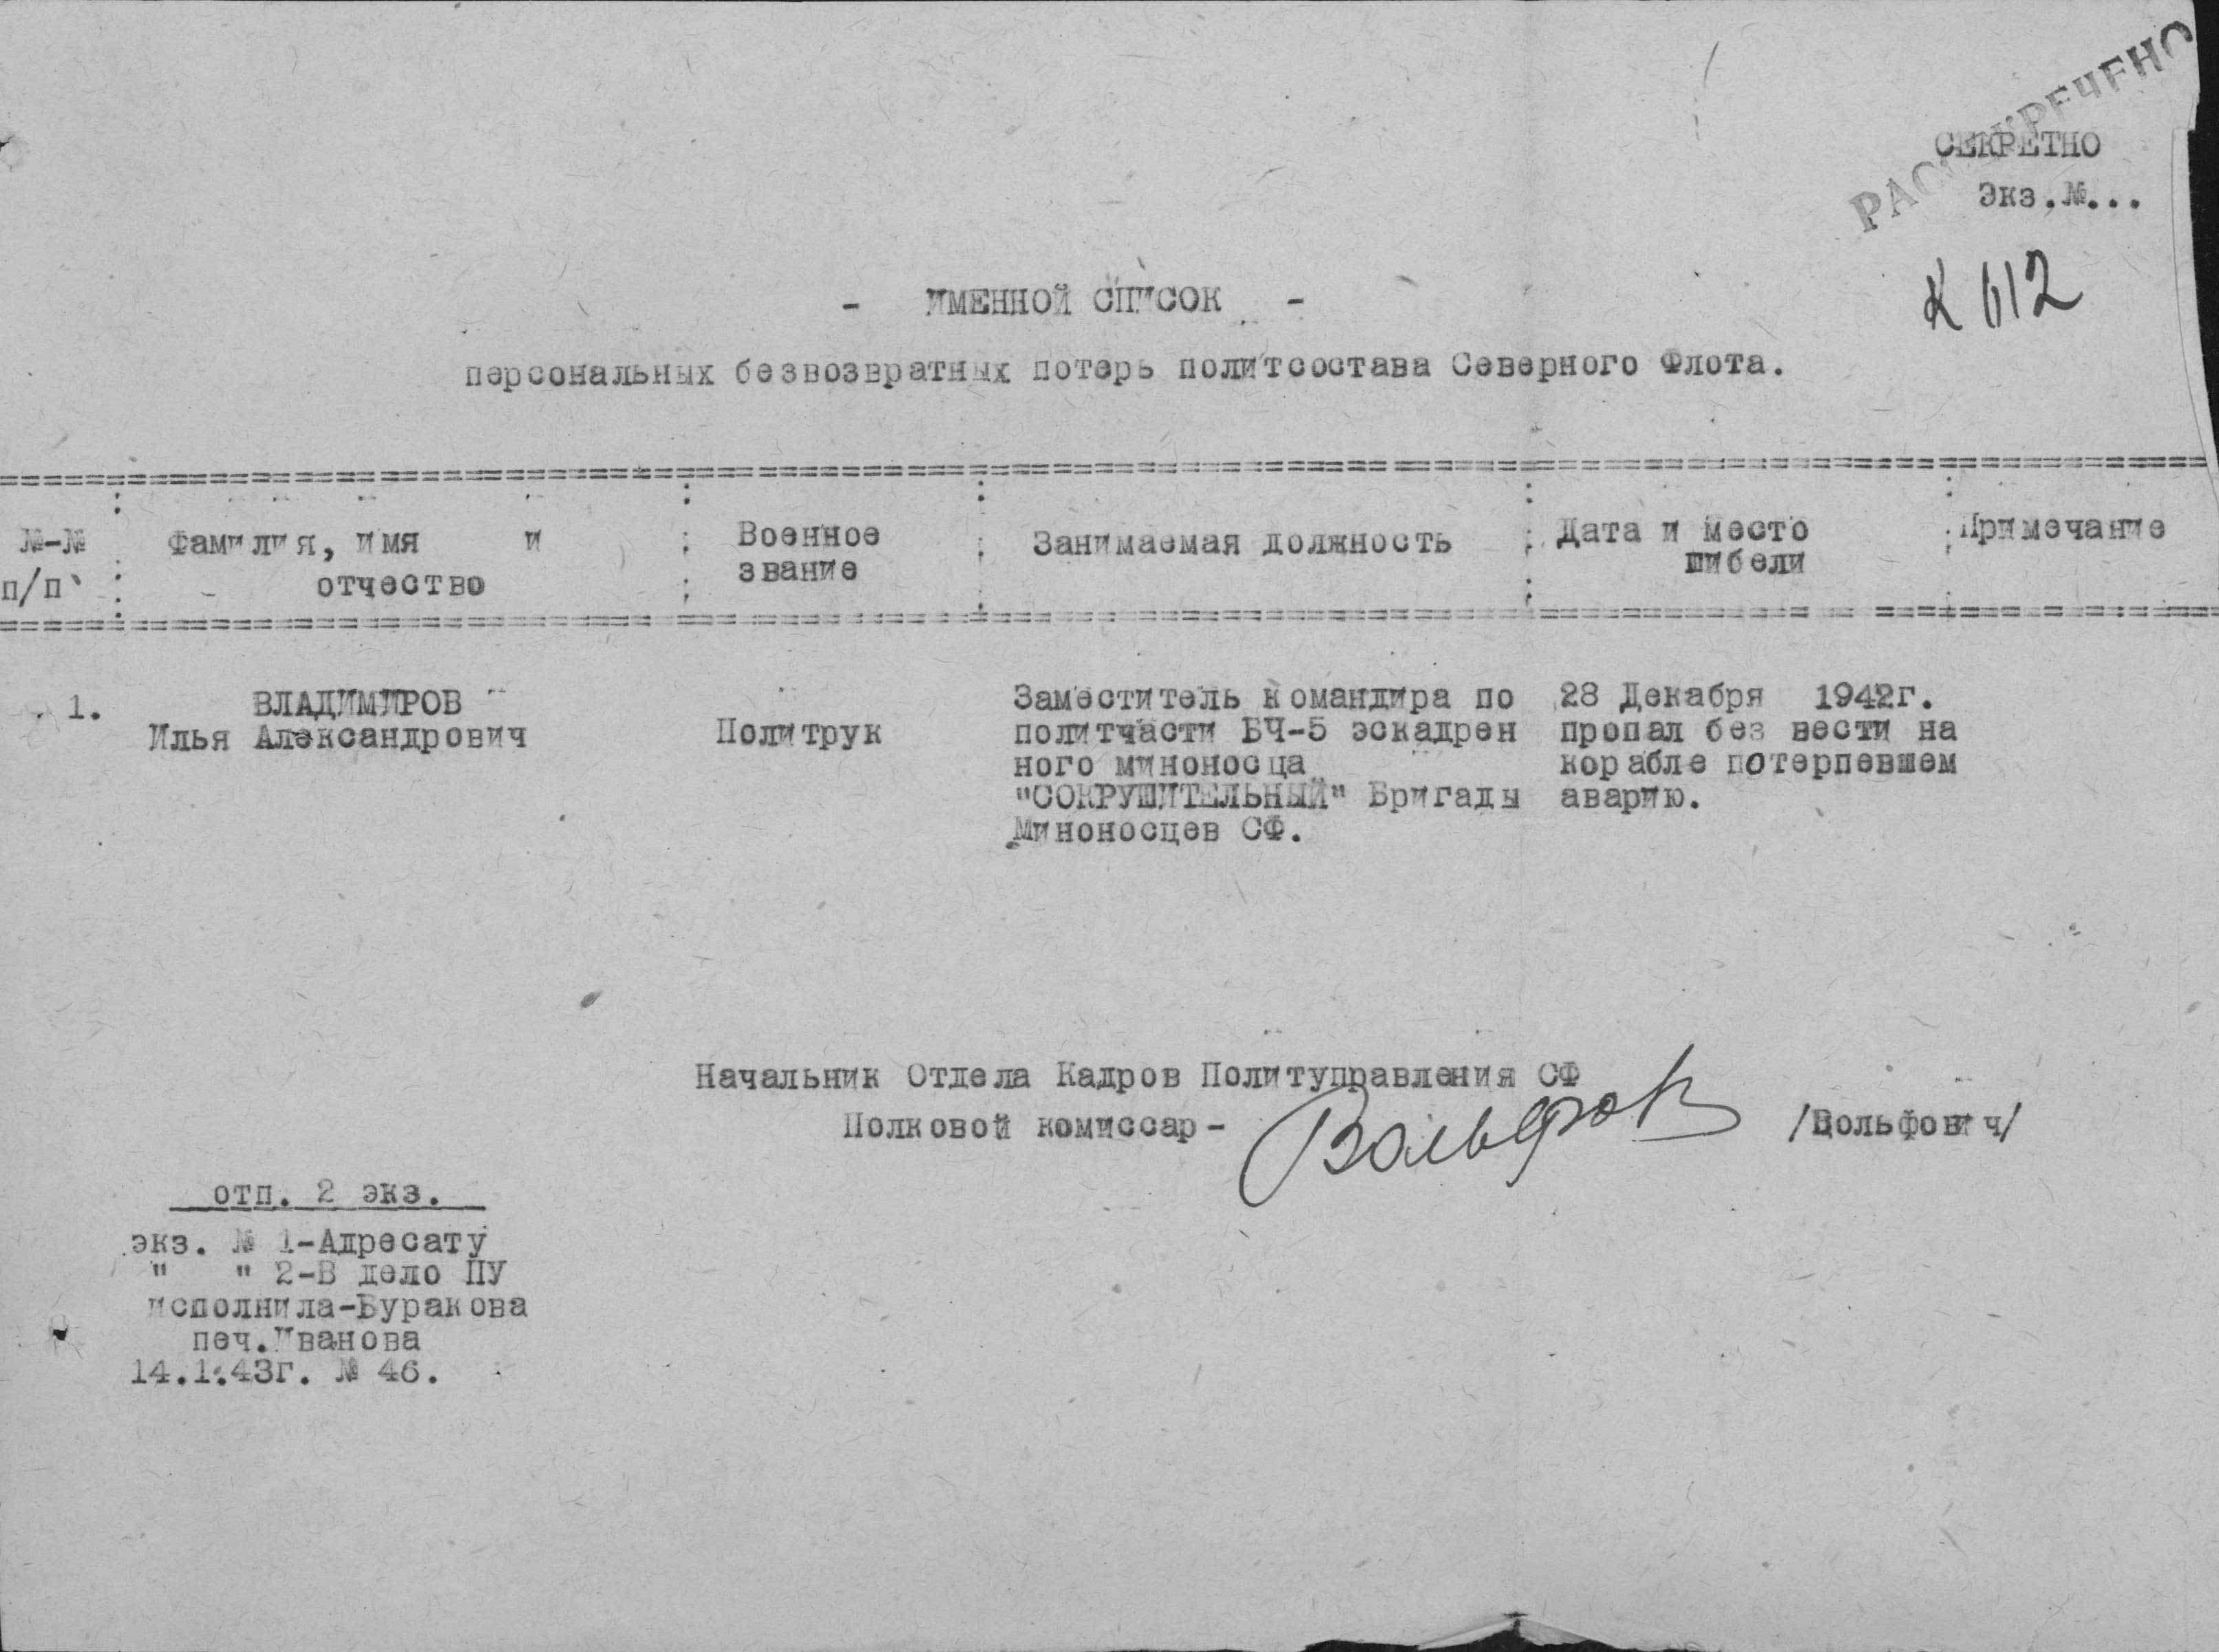 РАССЕКРЕЧЕНО
СЕКРЕТНО
Экз.№...
К 612
- ИМЕННОЙ СПИСОК -
персональных безвозвратных потерь политсостава Северного Флота.
№-№ п/п
Фамилия, имя и отчество
Военное звание
Занимаемая должность
Дата и место гибели
Примечание
1.
ВЛАДИМИРОВ
Илья Александрович
Политрук
Заместитель командира по
политчасти БЧ-5 эскадрен
ного миноносца
"СОКРУШИТЕЛЬНЫЙ" Бригады
Миноносцев СФ.
28 Декабря 1942г.
пропал без вести на
корабле потерпевшем
аварию.
Начальник Отдела Кадров Политуправления СФ
Полковой комиссар-
/Вольфович/
отп. 2 экз.
экз. № 1-Адресату
" " 2-В дело ПУ
исполнила-Буракова
печ.Иванова
14.1.43г. № 46.